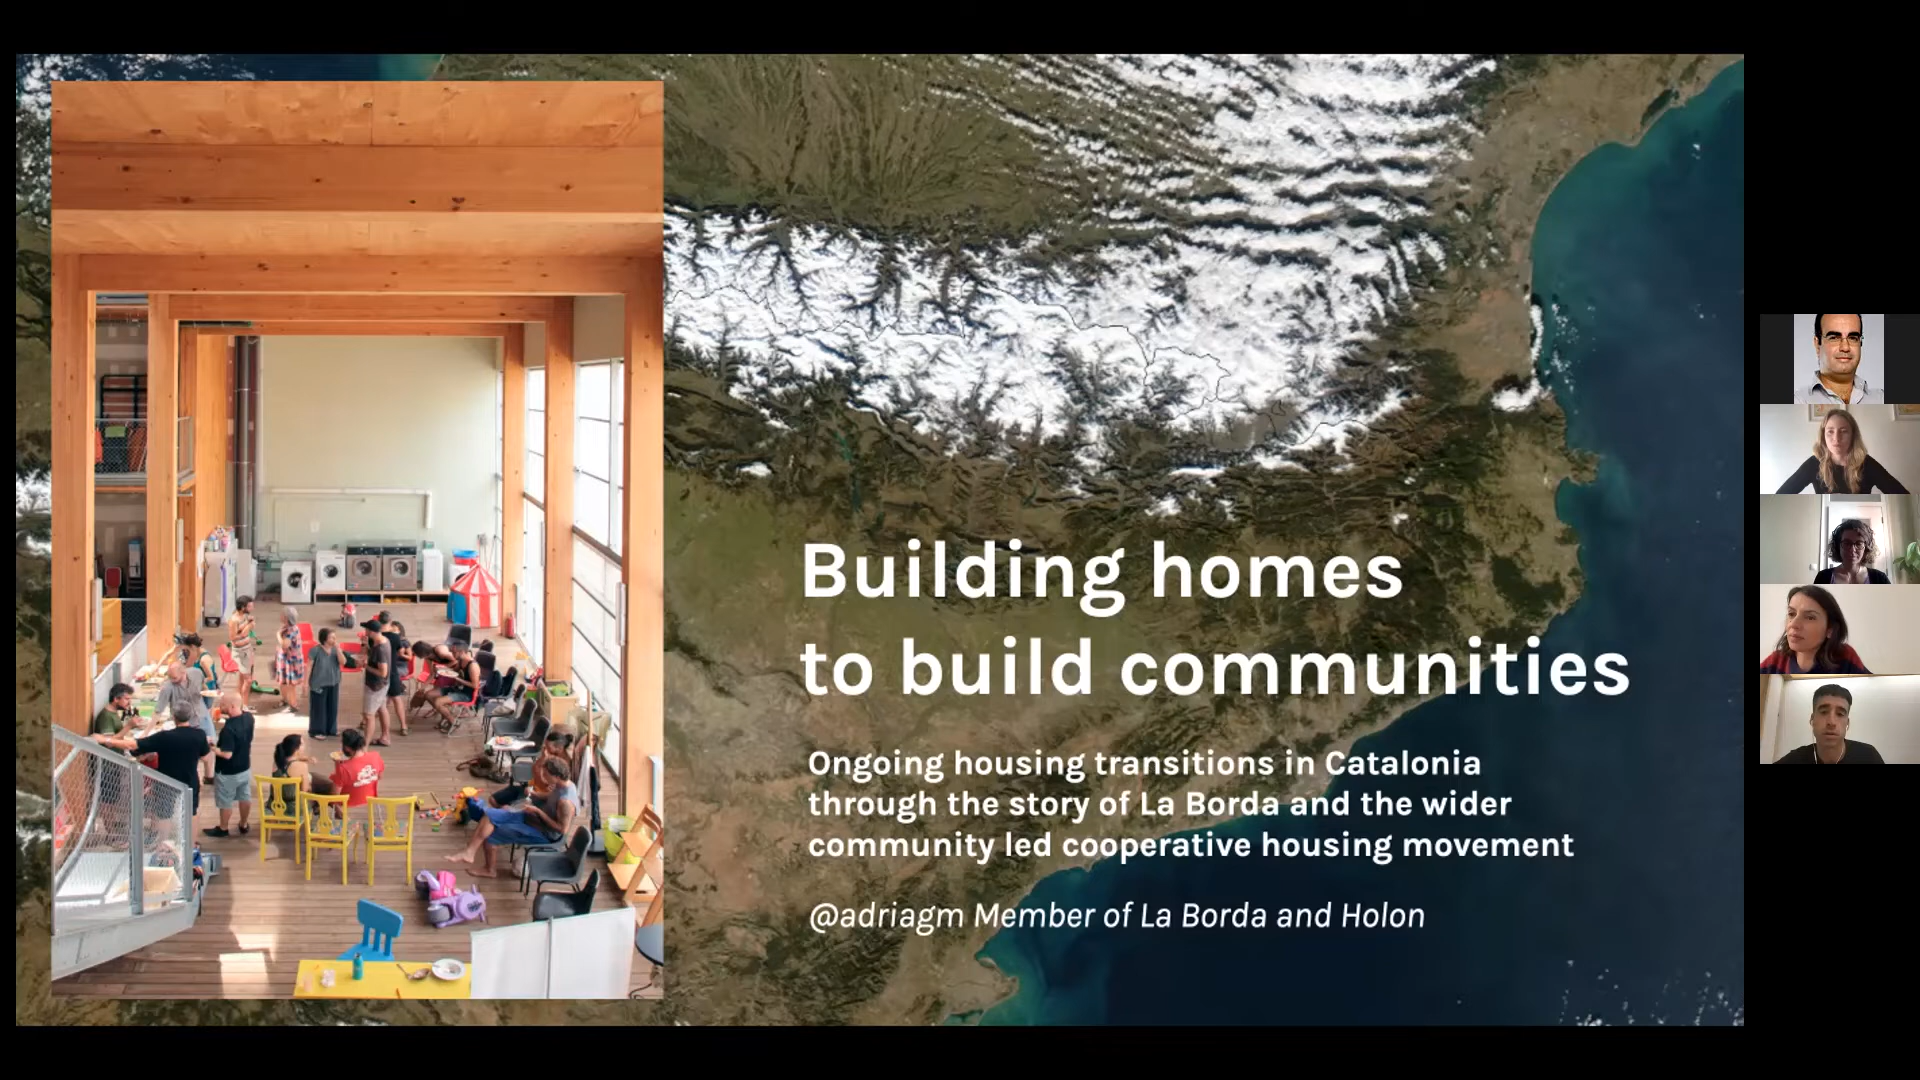 Building homes
to build communities
Ongoing housing transitions in Catalonia
through the story of La Borda and the wider
community led cooperative housing movement
@adriagm Member of La Borda and Holon